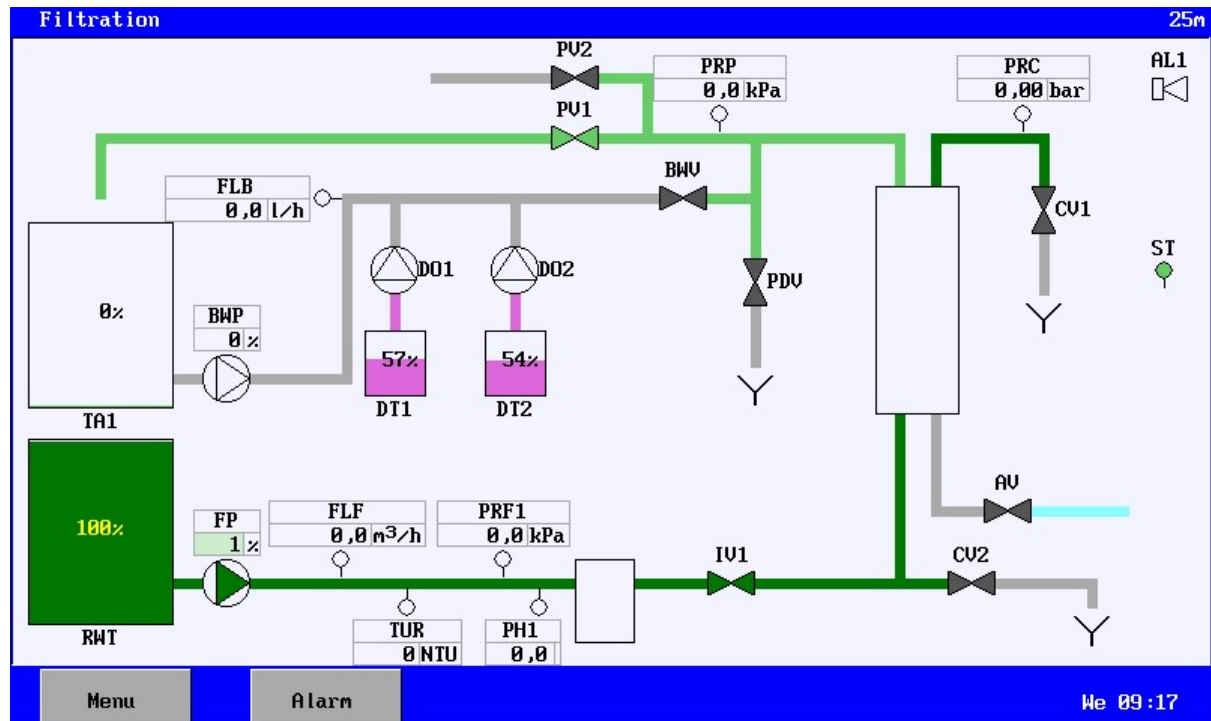 Filtration
25m
PV2
PRP
0,0 kPa
PRC
0,00 bar
AL1
PV1
BWV
FLB
0,0 l/h
CV1
ST
DO1
DO2
PDV
0%
BWP
0 %
57%
54%
DT1
DT2
TA1
AV
100%
FP
1 %
FLF
0,0 m3/h
PRF1
0,0 kPa
IV1
CV2
RWT
TUR
0 NTU
PH1
0,0
Menu
Alarm
We 09:17